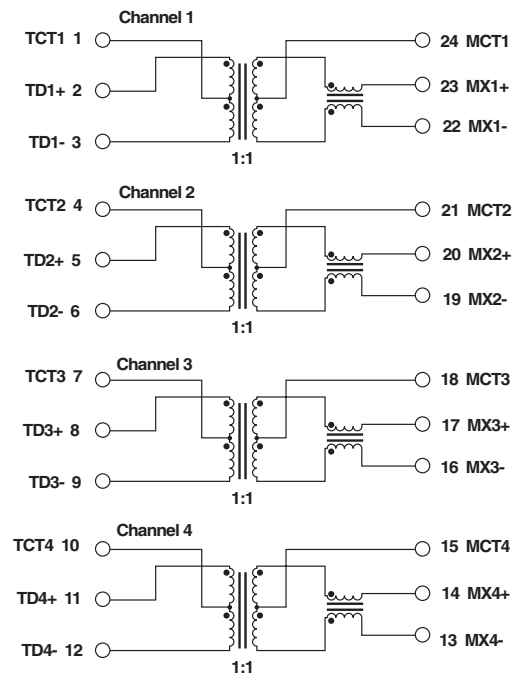 Channel 1
TCT1 1
24 MCT1
TD1+ 2
23 MX1+
22 MX1-
TD1- 3
1:1
Channel 2
TCT2 4
21 MCT2
TD2+ 5
20 MX2+
19 MX2-
TD2- 6
1:1
Channel 3
TCT3 7
18 MCT3
TD3+ 8
17 MX3+
16 MX3-
TD3- 9
1:1
Channel 4
TCT4 10
15 MCT4
TD4+ 11
14 MX4+
13 MX4-
TD4- 12
1:1